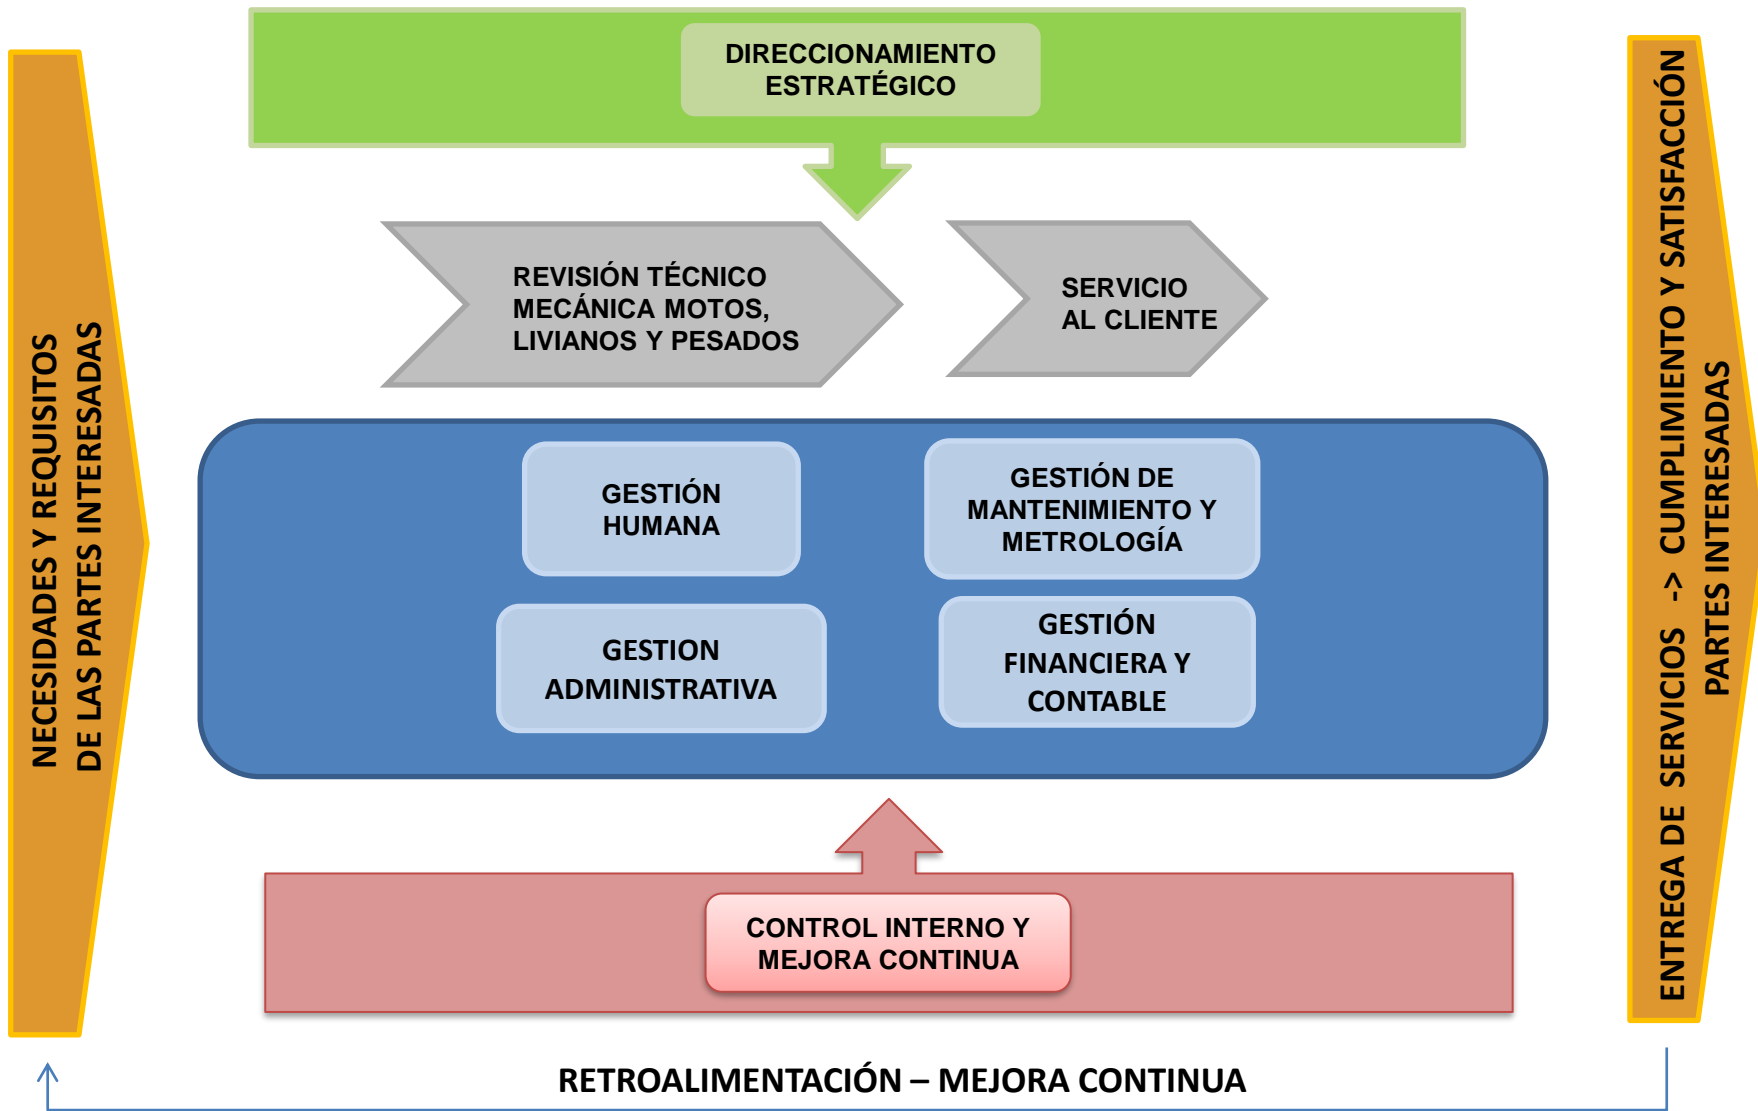 DIRECCIONAMIENTO
ESTRATÉGICO
NECESIDADES Y REQUISITOS
DE LAS PARTES INTERESADAS
REVISIÓN TÉCNICO
MECÁNICA MOTOS,
LIVIANOS Y PESADOS
SERVICIO
AL CLIENTE
GESTIÓN
HUMANA
GESTIÓN DE
MANTENIMIENTO Y
METROLOGÍA
GESTION
ADMINISTRATIVA
GESTIÓN
FINANCIERA Y
CONTABLE
CONTROL INTERNO Y
MEJORA CONTINUA
ENTREGA DE SERVICIOS -> CUMPLIMIENTO Y SATISFACCIÓN
PARTES INTERESADAS
RETROALIMENTACIÓN – MEJORA CONTINUA